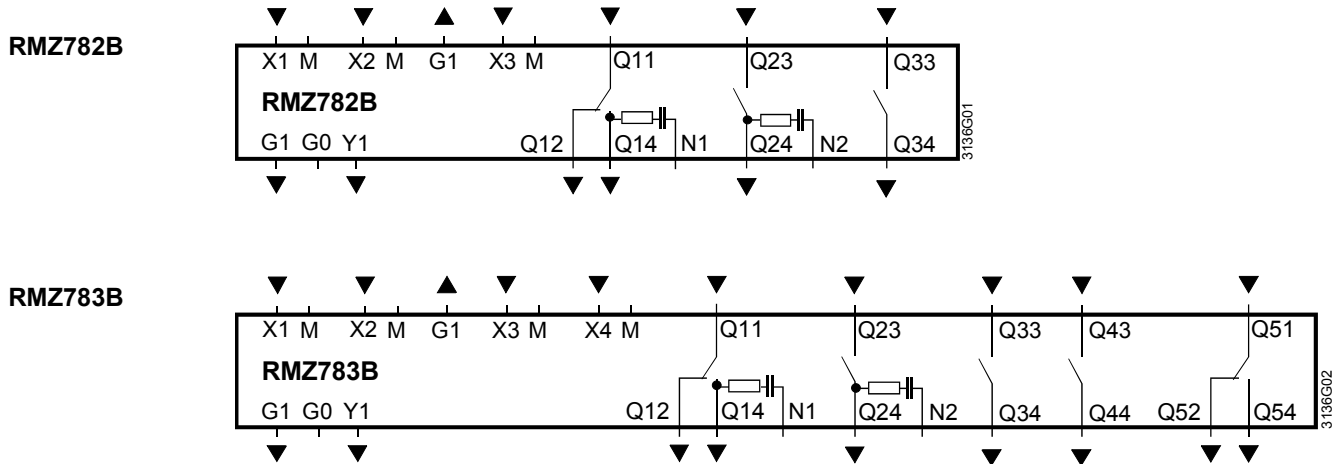 RMZ782B
X1 M X2 M G1 X3 M Q11 Q23 Q33
RMZ782B
G1 G0 Y1 Q12 Q14 N1 Q24 N2 Q34
3136G01
RMZ783B
X1 M X2 M G1 X3 M X4 M Q11 Q23 Q33 Q43 Q51
RMZ783B
G1 G0 Y1 Q12 Q14 N1 Q24 N2 Q34 Q44 Q52 Q54
3136G02